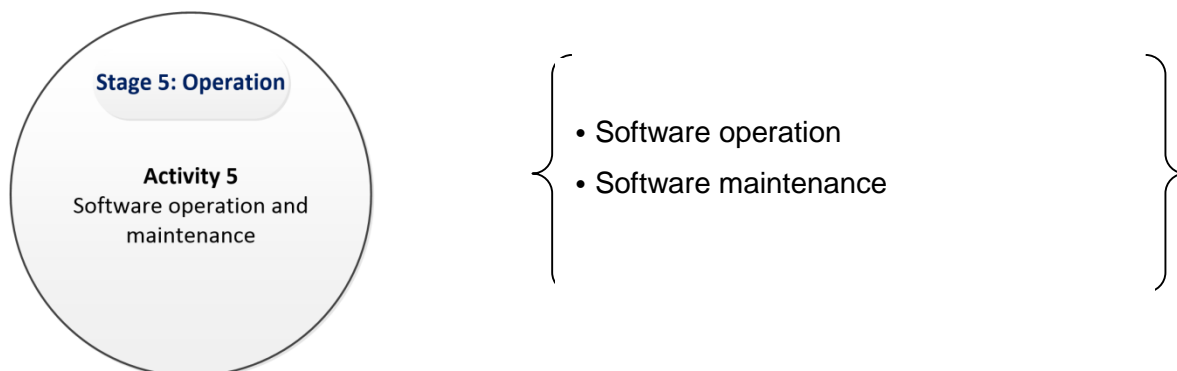 Stage 5: Operation
Activity 5
Software operation and
maintenance
• Software operation
• Software maintenance